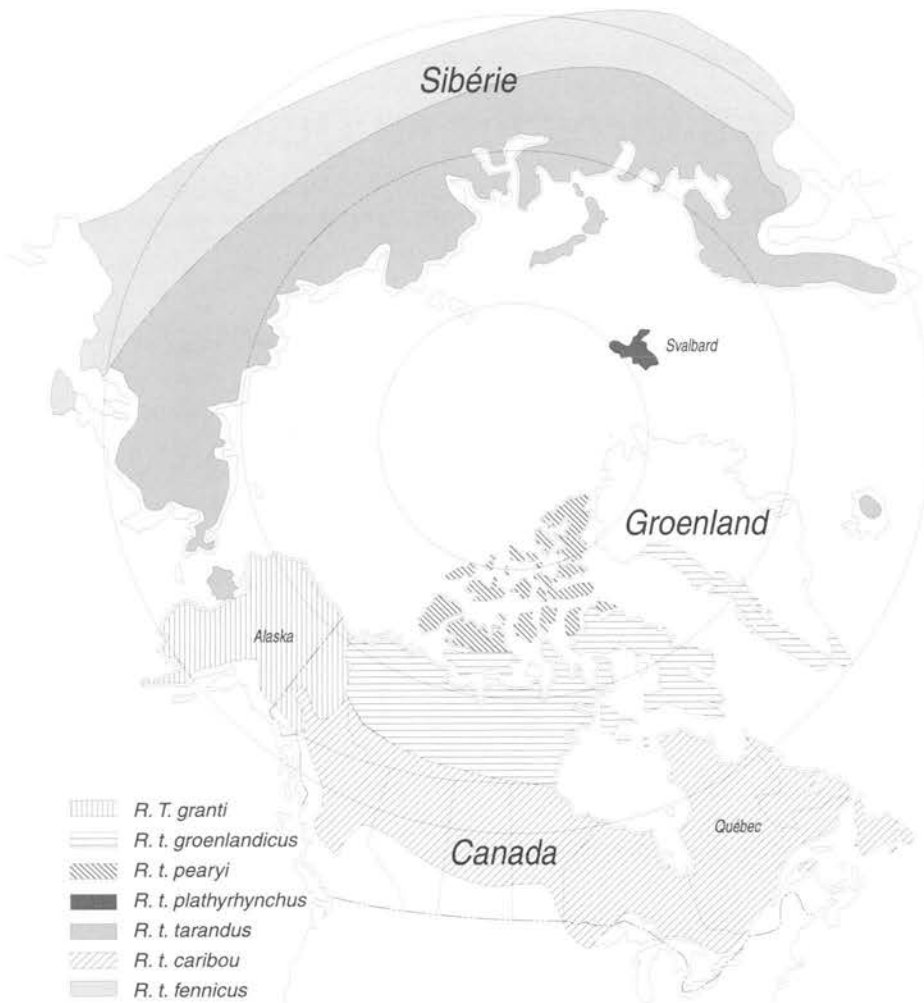 Sibérie
Svalbard
Groenland
Alaska
Québec
Canada
R. T. granti
R. t. groenlandicus
R. t. pearyi
R. t. plathyrhynchus
R. t. tarandus
R. t. caribou
R. t. fennicus